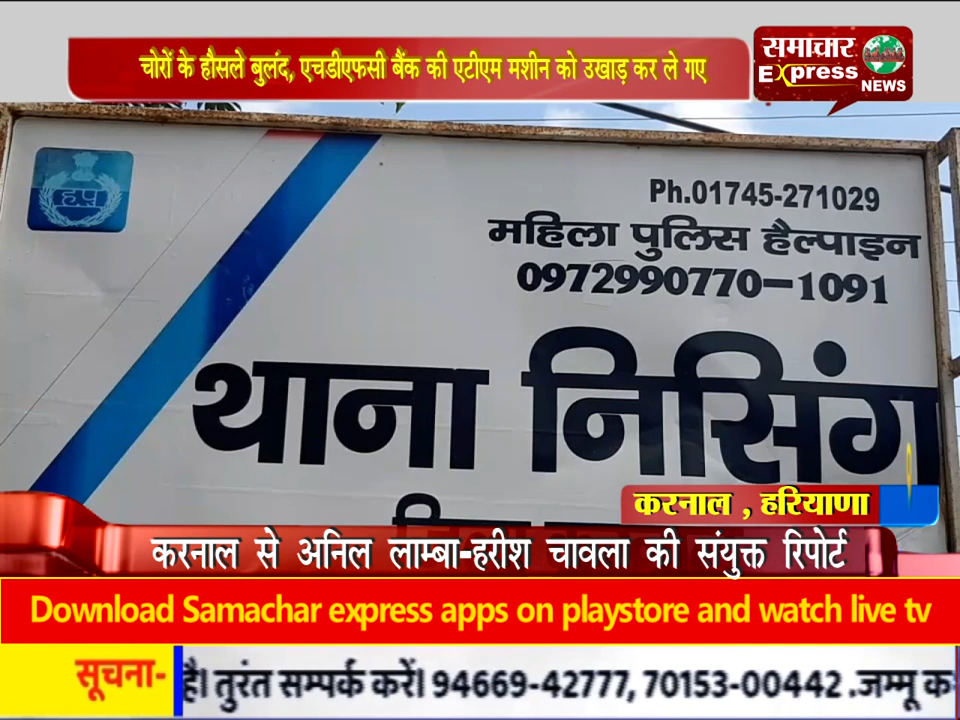 चोरों के हौसले बुलंद, एचडीएफसी बैंक की एटीएम मशीन को उखाड़ कर ले गए
समाचार
Express
NEWS
ह पु
Ph.01745-271029
महिला पुलिस हैल्पाइन
0972990770-1091
थाना निसिंग
करनाल , हरियाणा
करनाल से अनिल लाम्बा-हरीश चावला की संयुक्त रिपोर्ट
Download Samachar express apps on playstore and watch live tv
सूचना- है। तुरंत सम्पर्क करें। 94669-42777, 70153-00442 .जम्मू क